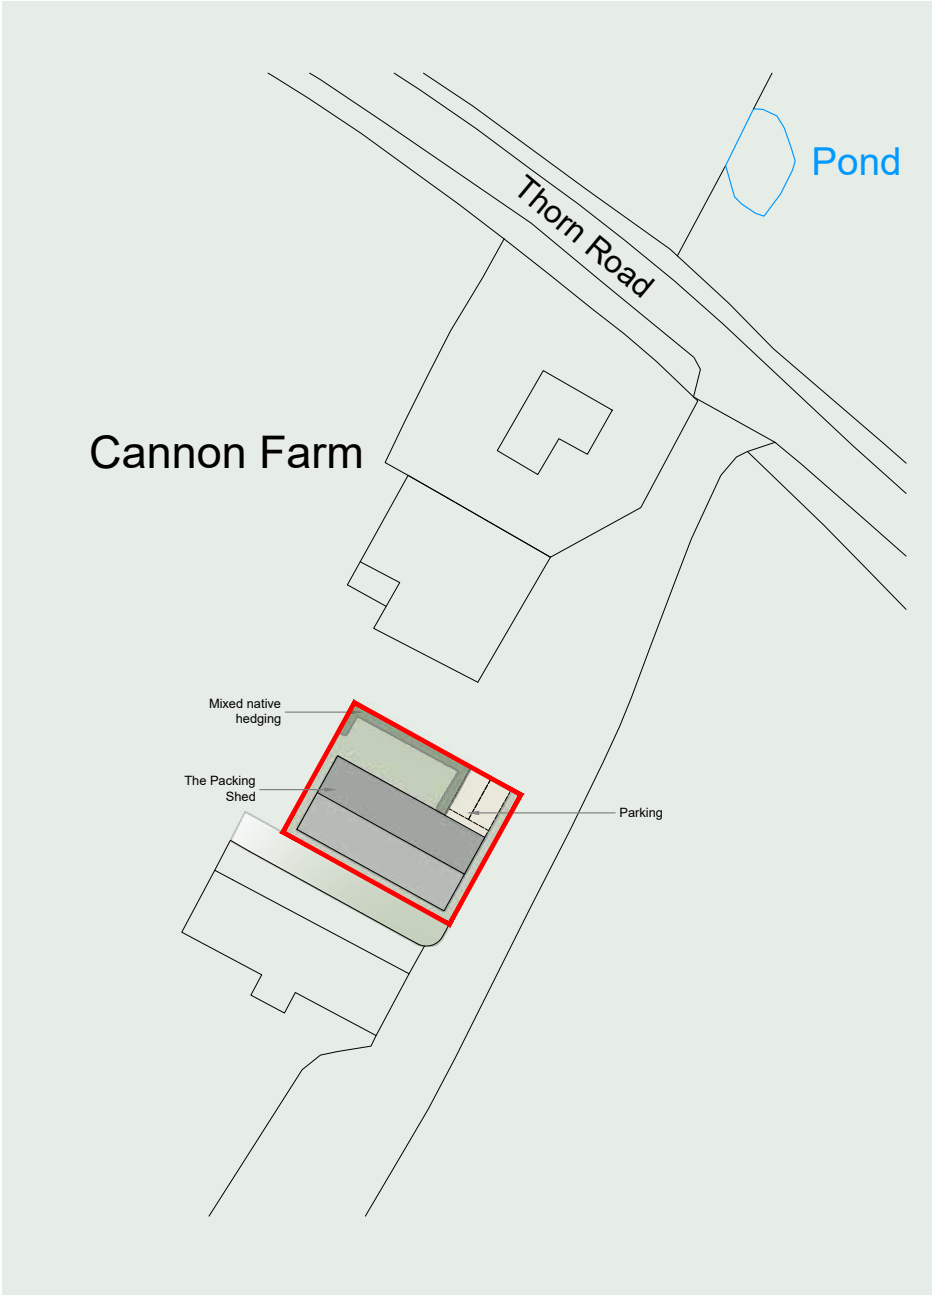 Pond
Thorn Road
Cannon Farm
Mixed native
hedging
The Packing
Shed
Parking